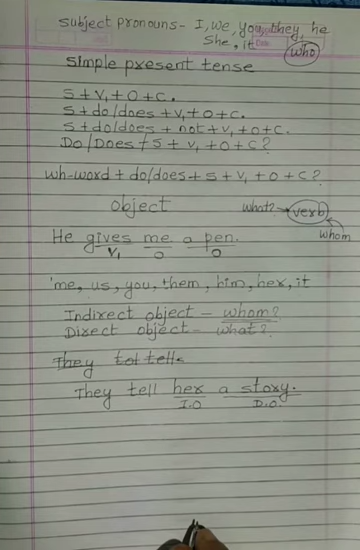 Subject pronouns- I, We, you, they, he
She, it
who
Simple present tense
S + V₁ + O + C.
S + do/does + V₁ + O + C.
S + do/does + not + V₁ + O + C.
Do/Does + S + V₁ + O + C?
Wh-word + do/does + S + V₁ + O + C?
Object what? verb
whom
He gives me a pen.
V₁ O O
'me, us, you, them, him, her, it
Indirect object - whom?
Direct object - what?
They tot tells
They tell her a story.
I.O D.O.